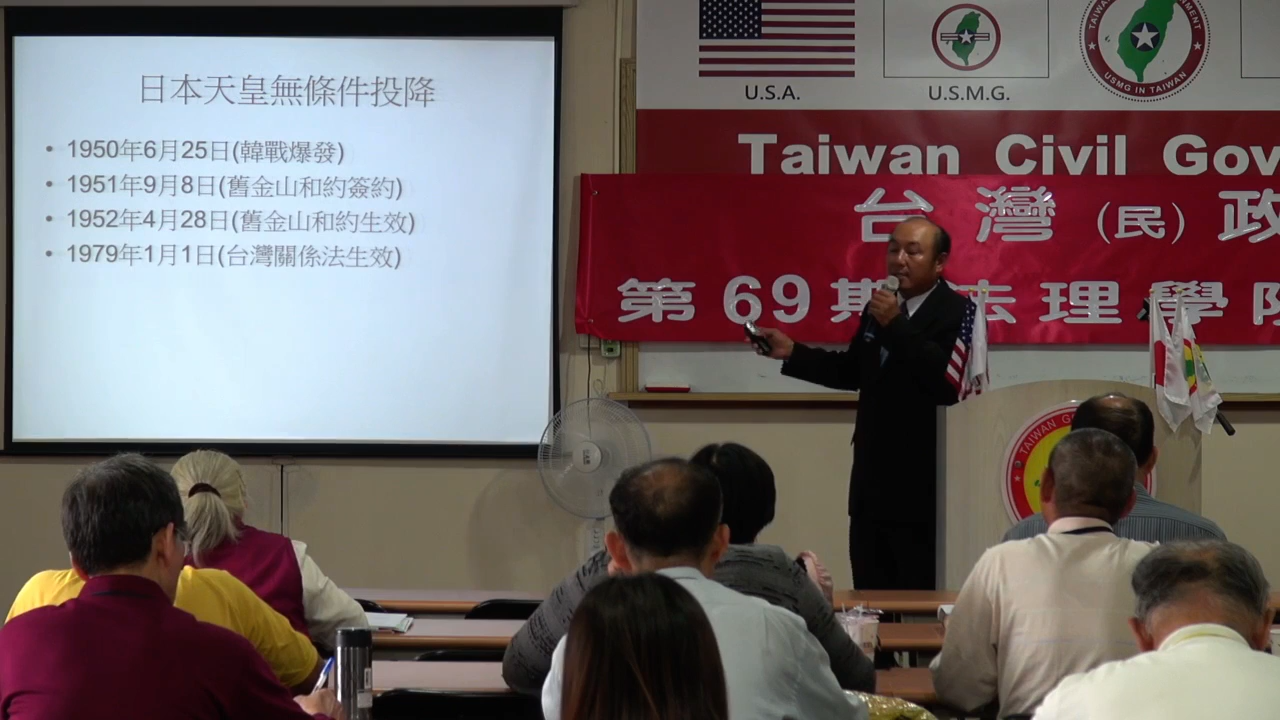 日本天皇無條件投降
• 1950年6月25日(韓戰爆發)
• 1951年9月8日(舊金山和約簽約)
• 1952年4月28日(舊金山和約生效)
• 1979年1月1日(台灣關係法生效)
U.S.A.
U.S.M.G.
USMG IN TAIWAN
Taiwan Civil Gov
台灣(民)政
第69期法理學院
TAIWAN GO